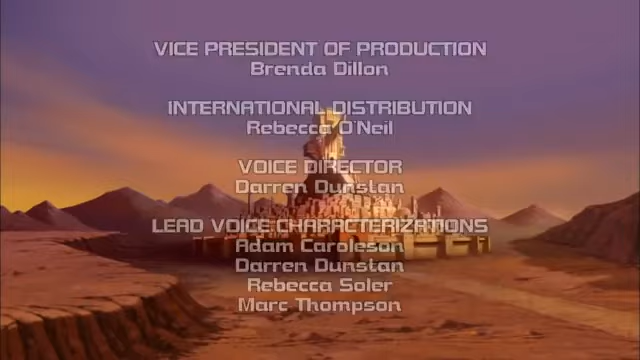 VICE PRESIDENT OF PRODUCTION
Brenda Dillon
INTERNATIONAL DISTRIBUTION
Rebecca O'Neil
VOICE DIRECTOR
Darren Dunstan
LEAD VOICE CHARACTERIZATIONS
Adam Caroleson
Darren Dunstan
Rebecca Soler
Marc Thompson